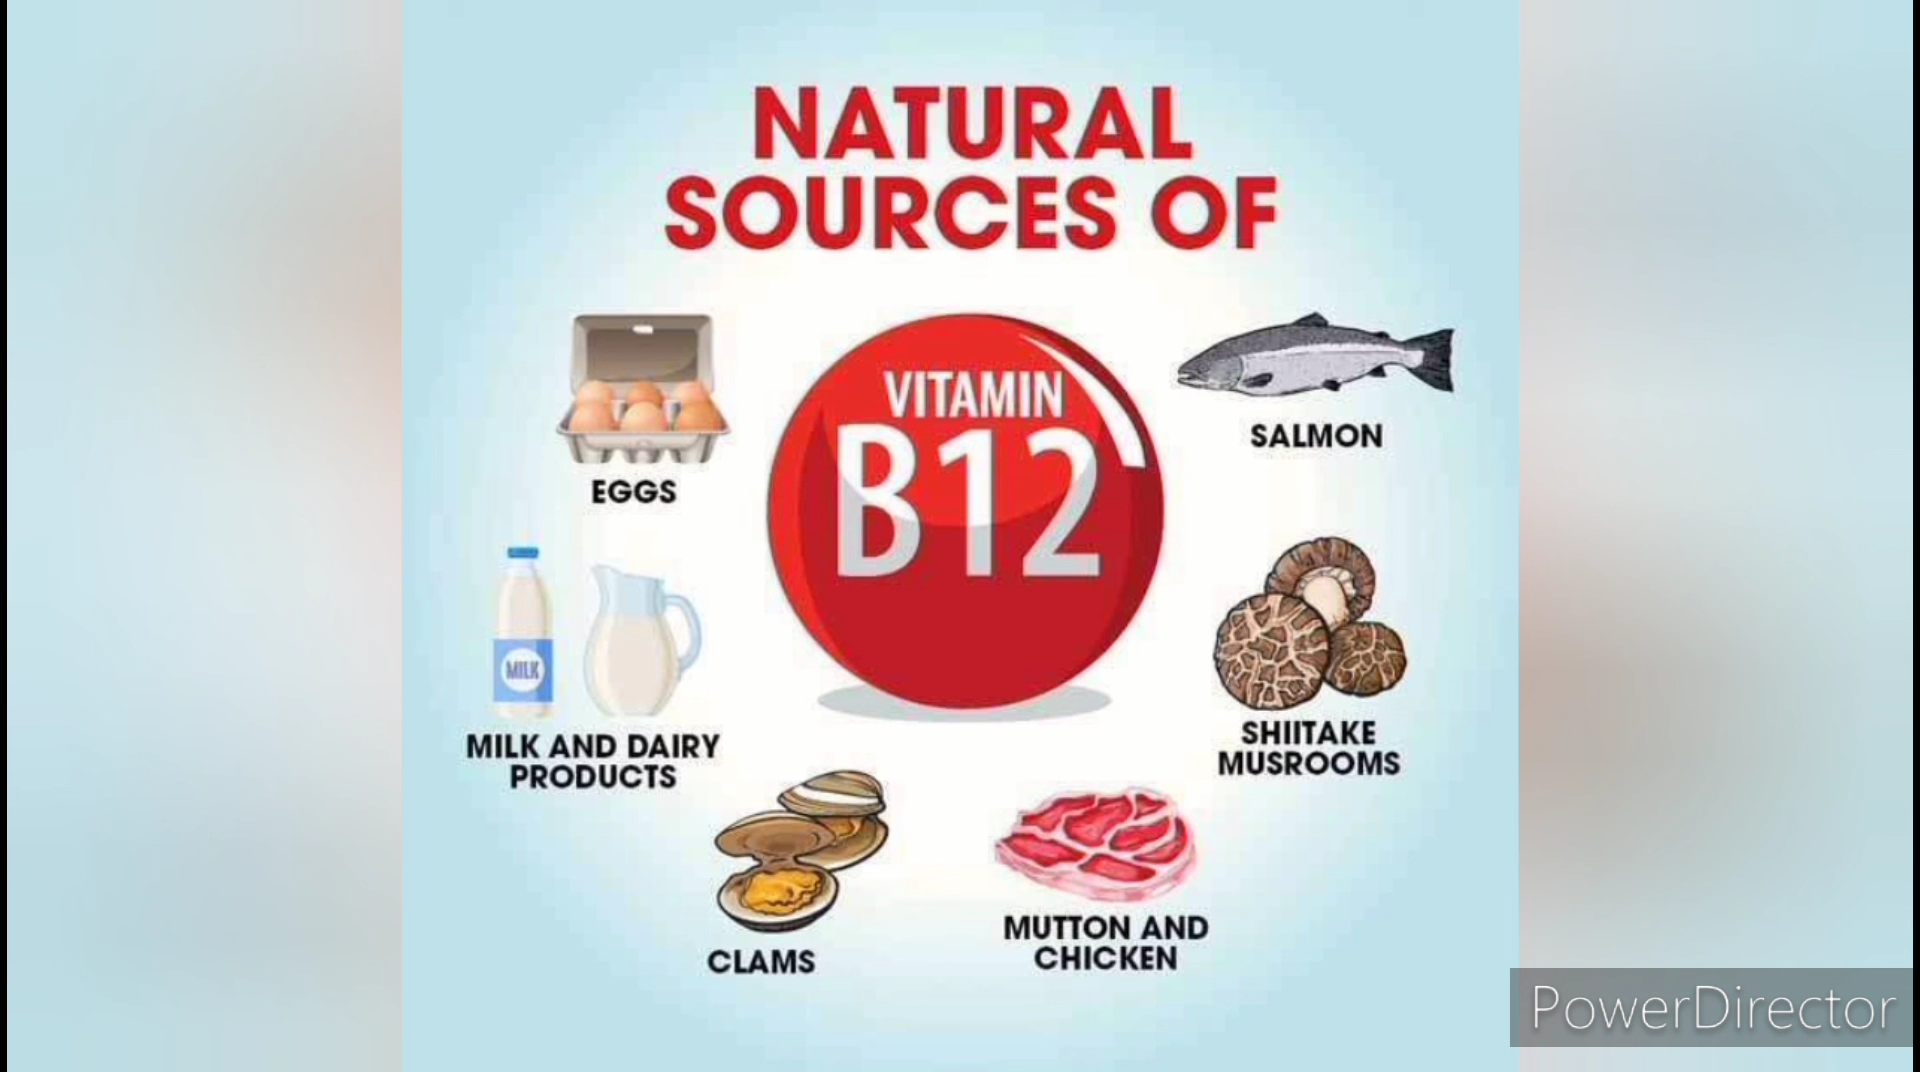 NATURAL
SOURCES OF
VITAMIN
B12
EGGS
SALMON
MILK
MILK AND DAIRY
PRODUCTS
SHIITAKE
MUSROOMS
CLAMS
MUTTON AND
CHICKEN
PowerDirector